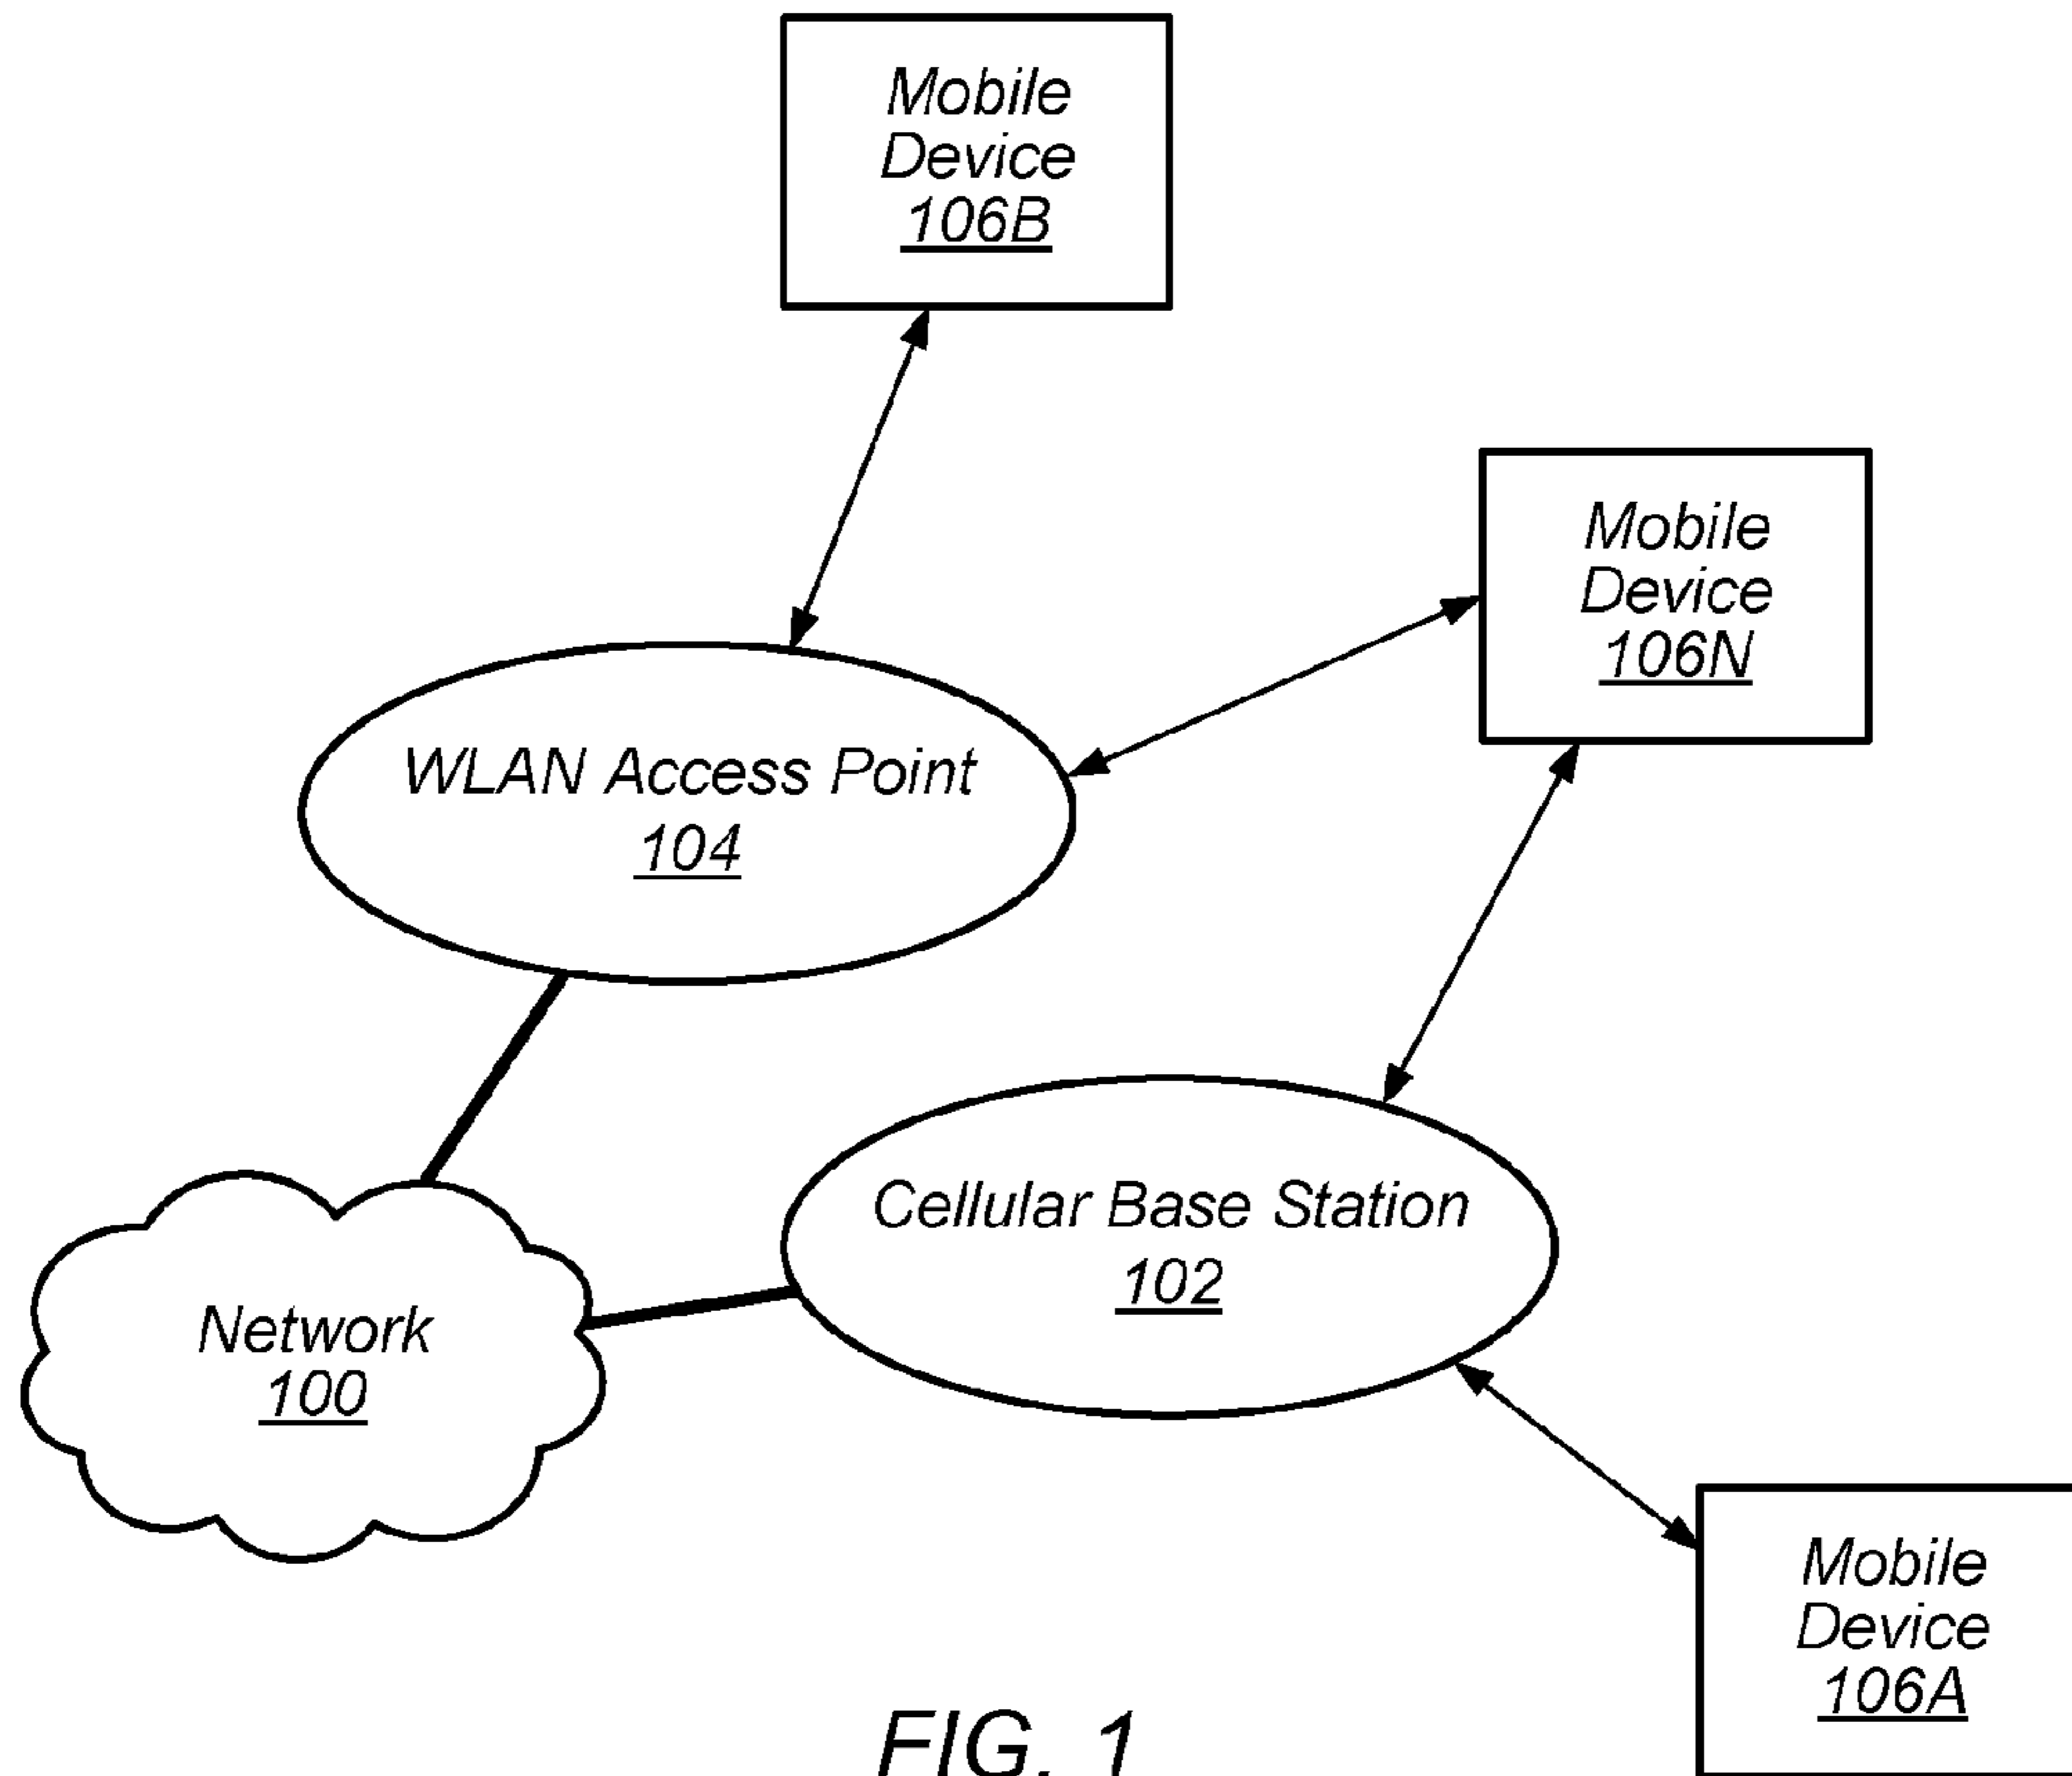 Mobile
Device
106B
Mobile
Device
106N
WLAN Access Point
104
Cellular Base Station
102
Network
100
Mobile
Device
106A
FIG. 1